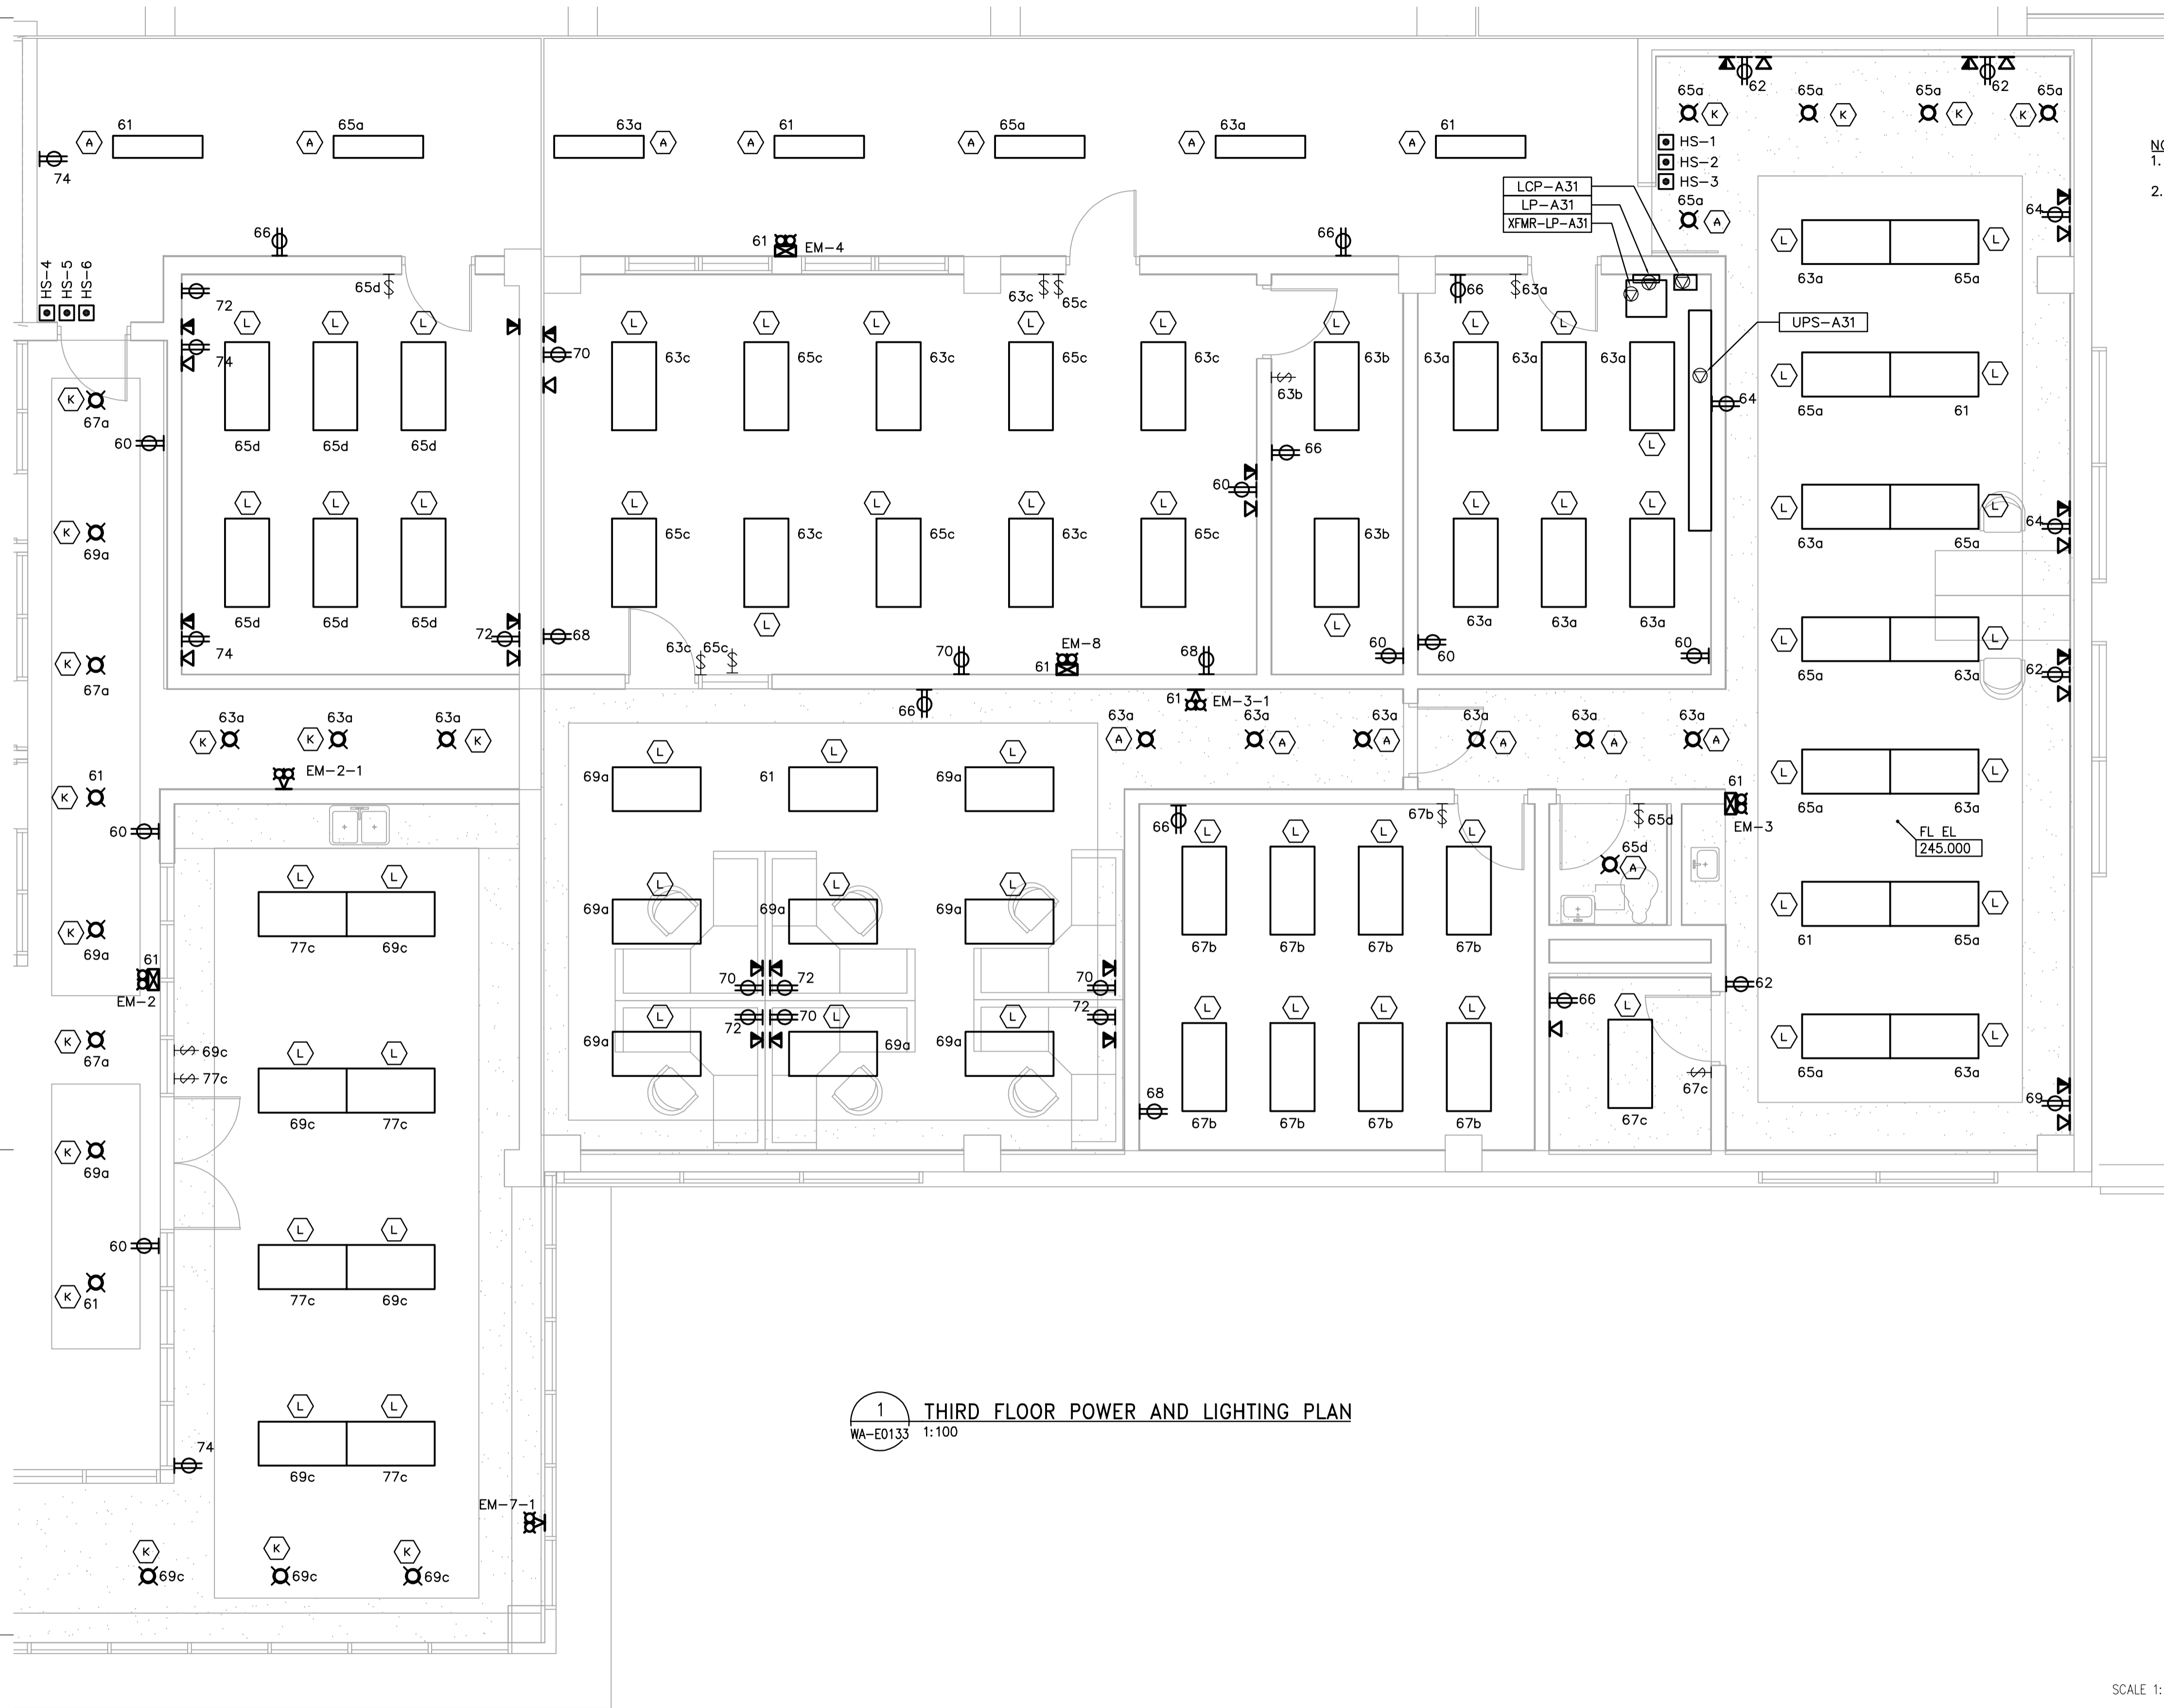 61
65a
63a
61
65a
63a
61
A
A
A
A
A
A
A
74
62
62
65a
65a
65a
65a
K
K
K
K
HS-1
HS-2
HS-3
65a
A
NO
1.
2.
LCP-A31
LP-A31
XFMR-LP-A31
UPS-A31
64
66
61
EM-4
66
66
HS-4
HS-5
HS-6
72
65d
63c
65c
63a
L
L
63a
65a
74
L
L
L
L
L
L
L
L
L
L
L
70
63c
65c
63c
65c
63c
63b
63a
63a
63a
63b
64
L
L
65a
61
K
67a
60
65d
65d
65d
66
L
60
L
L
L
L
L
L
L
L
L
L
L
63c
65c
63c
65c
65c
63b
L
L
64
63a
65a
K
69a
65d
65d
65d
L
L
63a
63a
63a
72
68
74
63c
65c
70
EM-8
61
68
60
60
60
L
L
65a
63a
62
K
67a
66
61
EM-3-1
63a
63a
63a
K
K
K
63a
63a
63a
63a
63a
63a
A
A
A
A
A
A
EM-2-1
61
K
60
L
L
L
69a
61
69a
L
L
65a
63a
61
EM-3
66
67b
65d
L
L
L
L
65d
A
FL EL
245.000
L
L
L
L
L
69a
69a
69a
77c
69c
67b
67b
67b
67b
L
L
61
65a
K
69a
61
EM-2
70
72
70
72
72
70
62
66
L
L
L
L
L
L
L
L
69a
69a
69a
K
67a
69c
77c
L
L
69c
77c
L
L
65a
63a
67c
67c
68
67b
67b
67b
67b
69
K
69a
60
L
L
77c
69c
K
61
L
L
69c
77c
74
1
WA-E0133
THIRD FLOOR POWER AND LIGHTING PLAN
1:100
EM-7-1
K
K
K
69c
69c
69c
SCALE 1: